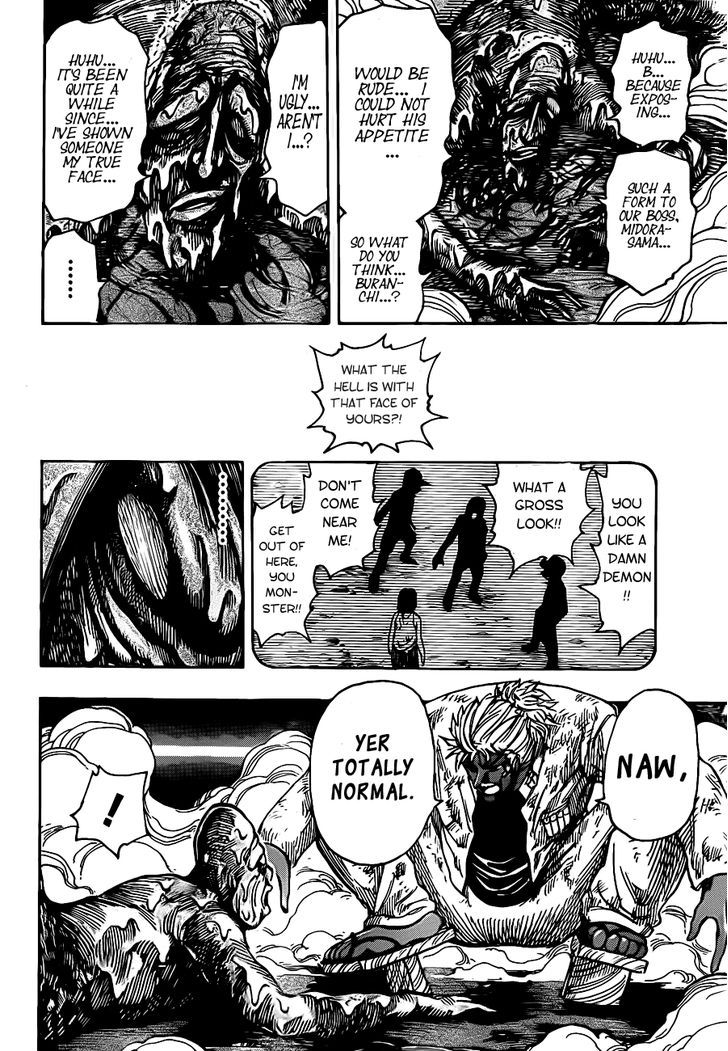 HUHU...
B...
BECAUSE
EXPOS-
ING...
SUCH A
FORM TO
OUR BOSS,
MIDORA-
SAMA...
WOULD BE
RUDE... I
COULD NOT
HURT HIS
APPETITE
...
SO WHAT
DO YOU
THINK...
BURAN-
CHI...?
I'M
UGLY...
AREN'T
I...?
HUHU...
IT'S BEEN
QUITE A
WHILE
SINCE...
I'VE SHOWN
SOMEONE
MY TRUE
FACE...
......
WHAT THE
HELL IS WITH
THAT FACE OF
YOURS?!
YOU
LOOK
LIKE A
DAMN
DEMON
!!
WHAT A
GROSS
LOOK!!
DON'T
COME
NEAR
ME!
GET
OUT OF
HERE,
YOU
MON-
STER!!
NAW,
YER
TOTALLY
NORMAL.
!